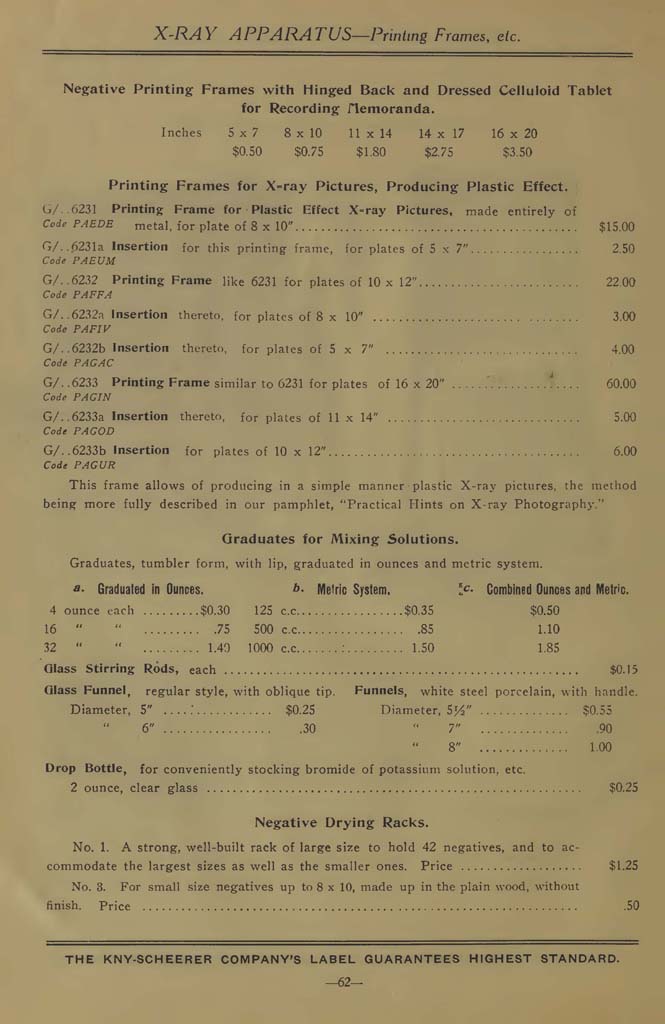 X-RAY APPARATUS—Printing Frames, etc.
Negative Printing Frames with Hinged Back and Dressed Celluloid Tablet
for Recording Memoranda.
Inches 5 x 7 8 x 10 11 x 14 14 x 17 16 x 20
$0.50 $0.75 $1.80 $2.75 $3.50
Printing Frames for X-ray Pictures, Producing Plastic Effect.
G/..6231 Printing Frame for Plastic Effect X-ray Pictures, made entirely of
Code PAEDE metal, for plate of 8 x 10" ........ $15.00
G/..6231a Insertion for this printing frame, for plates of 5 x 7" ........ 2.50
Code PAEUM
G/..6232 Printing Frame like 6231 for plates of 10 x 12" ........ 22.00
Code PAFFA
G/..6232a Insertion thereto, for plates of 8 x 10" ........ 3.00
Code PAFIV
G/..6232b Insertion thereto, for plates of 5 x 7" ........ 4.00
Code PAGAC
G/..6233 Printing Frame similar to 6231 for plates of 16 x 20" ........ 60.00
Code PAGIN
G/..6233a Insertion thereto, for plates of 11 x 14" ........ 5.00
Code PAGOD
G/..6233b Insertion for plates of 10 x 12" ........ 6.00
Code PAGUR
This frame allows of producing in a simple manner plastic X-ray pictures, the method
being more fully described in our pamphlet, "Practical Hints on X-ray Photography."
Graduates for Mixing Solutions.
Graduates, tumbler form, with lip, graduated in ounces and metric system.
a. Graduated in Ounces. b. Metric System. c. Combined Ounces and Metric.
4 ounce each ........ $0.30 125 c.c. ........ $0.35 $0.50
16 " " ........ .75 500 c.c. ........ .85 1.10
32 " " ........ 1.40 1000 c.c. ........ 1.50 1.85
Glass Stirring Rods, each ........ $0.15
Glass Funnel, regular style, with oblique tip. Funnels, white steel porcelain, with handle.
Diameter, 5" ........ $0.25 Diameter, 5½" ........ $0.55
" 6" ........ .30 " 7" ........ .90
" 8" ........ 1.00
Drop Bottle, for conveniently stocking bromide of potassium solution, etc.
2 ounce, clear glass ........ $0.25
Negative Drying Racks.
No. 1. A strong, well-built rack of large size to hold 42 negatives, and to ac-
commodate the largest sizes as well as the smaller ones. Price ........ $1.25
No. 3. For small size negatives up to 8 x 10, made up in the plain wood, without
finish. Price ........ .50
THE KNY-SCHEERER COMPANY'S LABEL GUARANTEES HIGHEST STANDARD.
—62—